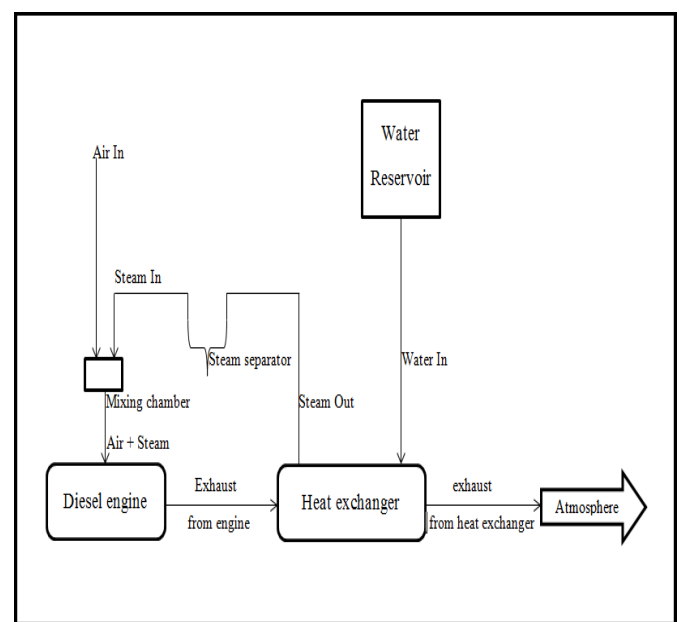 Water
Reservoir
Air In
Steam In
Steam separator
Water In
Mixing chamber
Steam Out
Air + Steam
Diesel engine
Exhaust
from engine
Heat exchanger
exhaust
from heat exchanger
Atmosphere